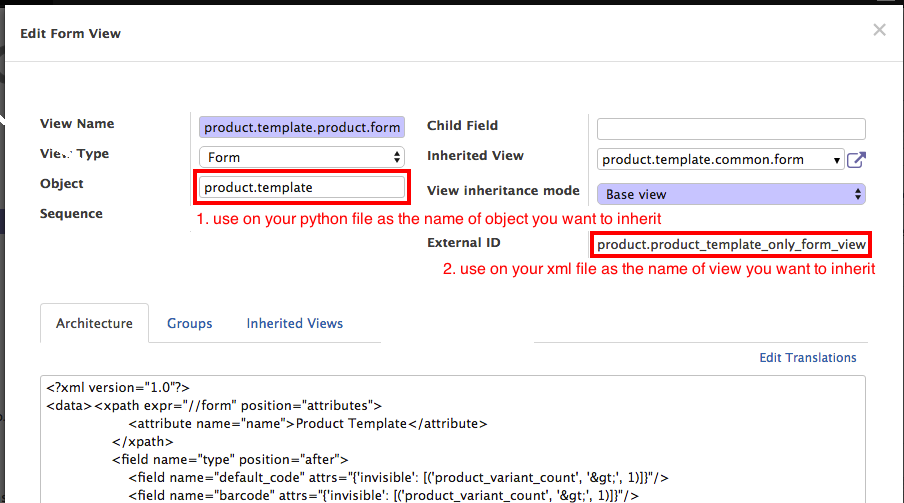 Edit Form View
×
View Name
product.template.product.form
View Type
Form
Object
product.template
Sequence
1. use on your python file as the name of object you want to inherit
Child Field
Inherited View
product.template.common.form
View inheritance mode
Base view
External ID
product.product_template_only_form_view
2. use on your xml file as the name of view you want to inherit
Architecture
Groups
Inherited Views
Edit Translations
<?xml version="1.0"?>
<data><xpath expr="//form" position="attributes">
<attribute name="name">Product Template</attribute>
</xpath>
<field name="type" position="after">
<field name="default_code" attrs="{'invisible': [('product_variant_count', '&gt;', 1)]}"/>
<field name="barcode" attrs="{'invisible': [('product_variant_count', '&gt;', 1)]}"/>